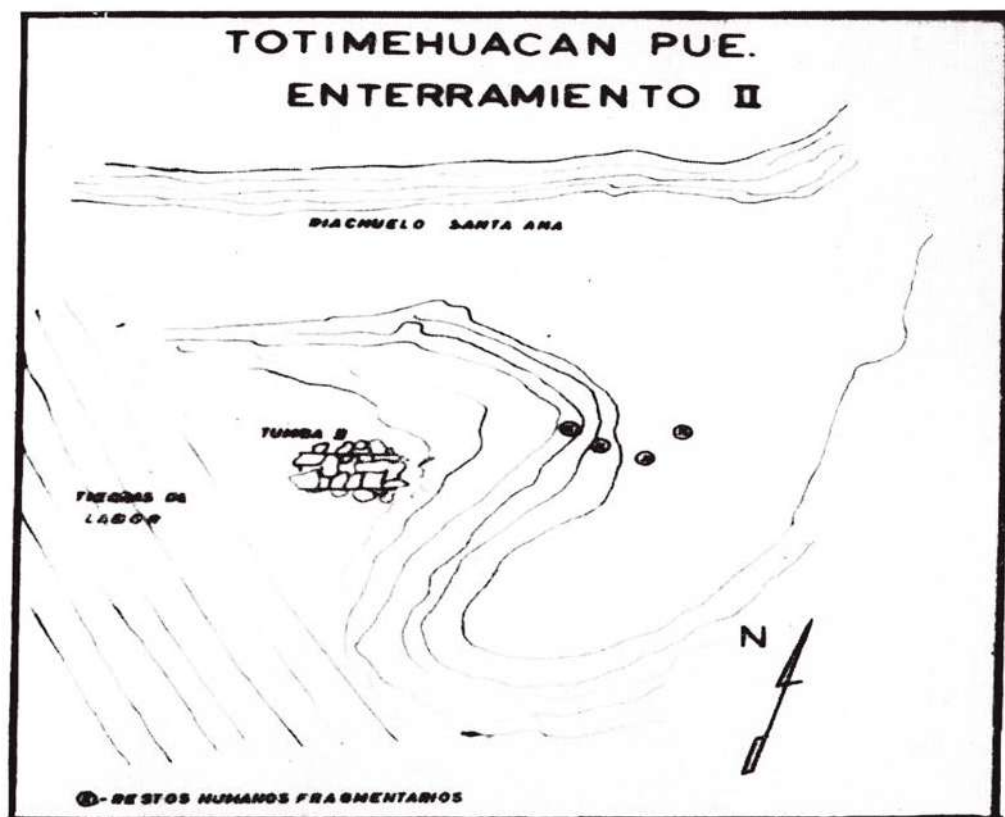 TOTIMEHUACAN PUE.
ENTERRAMIENTO II
RIACHUELO SANTA ANA
TUMBA II
TIERRAS DE
LABOR
N
Ⓡ-RESTOS HUMANOS FRAGMENTARIOS